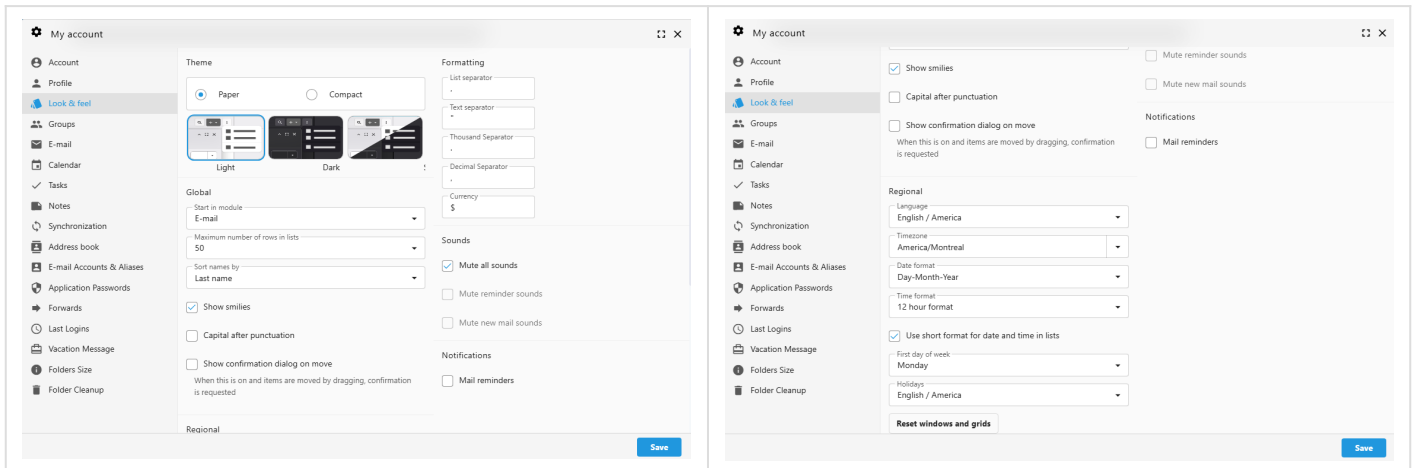 My account
Account
Profile
Look & feel
Groups
E-mail
Calendar
Tasks
Notes
Synchronization
Address book
E-mail Accounts & Aliases
Application Passwords
Forwards
Last Logins
Vacation Message
Folders Size
Folder Cleanup
Theme
Paper
Compact
Light
Dark
Global
Start in module
E-mail
Maximum number of rows in lists
50
Sort names by
Last name
Show smilies
Capital after punctuation
Show confirmation dialog on move
When this is on and items are moved by dragging, confirmation
is requested
Regional
Formatting
List separator
Text separator
"
Thousand Separator
Decimal Separator
Currency
$
Sounds
Mute all sounds
Mute reminder sounds
Mute new mail sounds
Notifications
Mail reminders
Save
My account
Account
Profile
Look & feel
Groups
E-mail
Calendar
Tasks
Notes
Synchronization
Address book
E-mail Accounts & Aliases
Application Passwords
Forwards
Last Logins
Vacation Message
Folders Size
Folder Cleanup
Show smilies
Capital after punctuation
Show confirmation dialog on move
When this is on and items are moved by dragging, confirmation
is requested
Regional
Language
English / America
Timezone
America/Montreal
Date format
Day-Month-Year
Time format
12 hour format
Use short format for date and time in lists
First day of week
Monday
Holidays
English / America
Reset windows and grids
Mute reminder sounds
Mute new mail sounds
Notifications
Mail reminders
Save